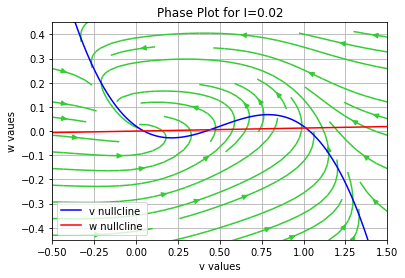 Phase Plot for I=0.02
w values
0.4
0.3
0.2
0.1
0.0
−0.1
−0.2
−0.3
−0.4
v nullcline
w nullcline
−0.50 −0.25 0.00 0.25 0.50 0.75 1.00 1.25 1.50
v values